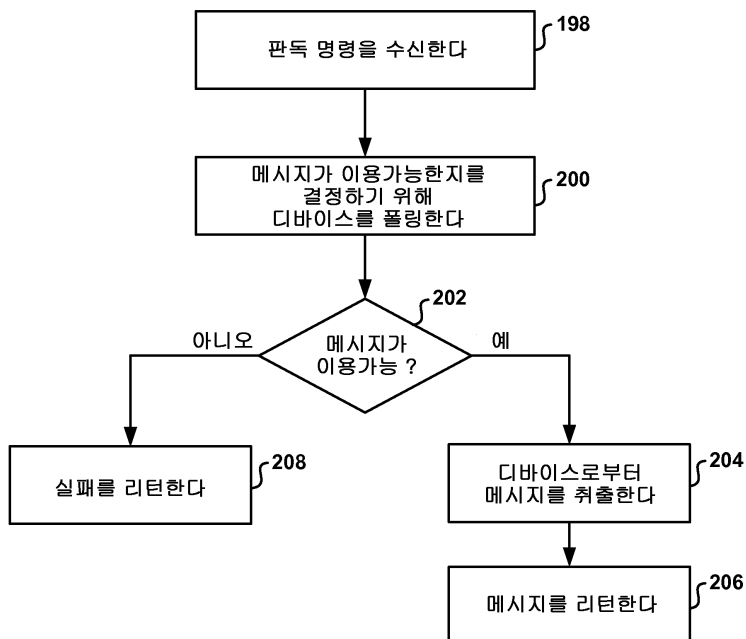 판독 명령을 수신한다
198
메시지가 이용가능한지를
결정하기 위해
디바이스를 폴링한다
200
202
메시지가
이용가능 ?
아니오
예
실패를 리턴한다
208
디바이스로부터
메시지를 취출한다
204
메시지를 리턴한다
206